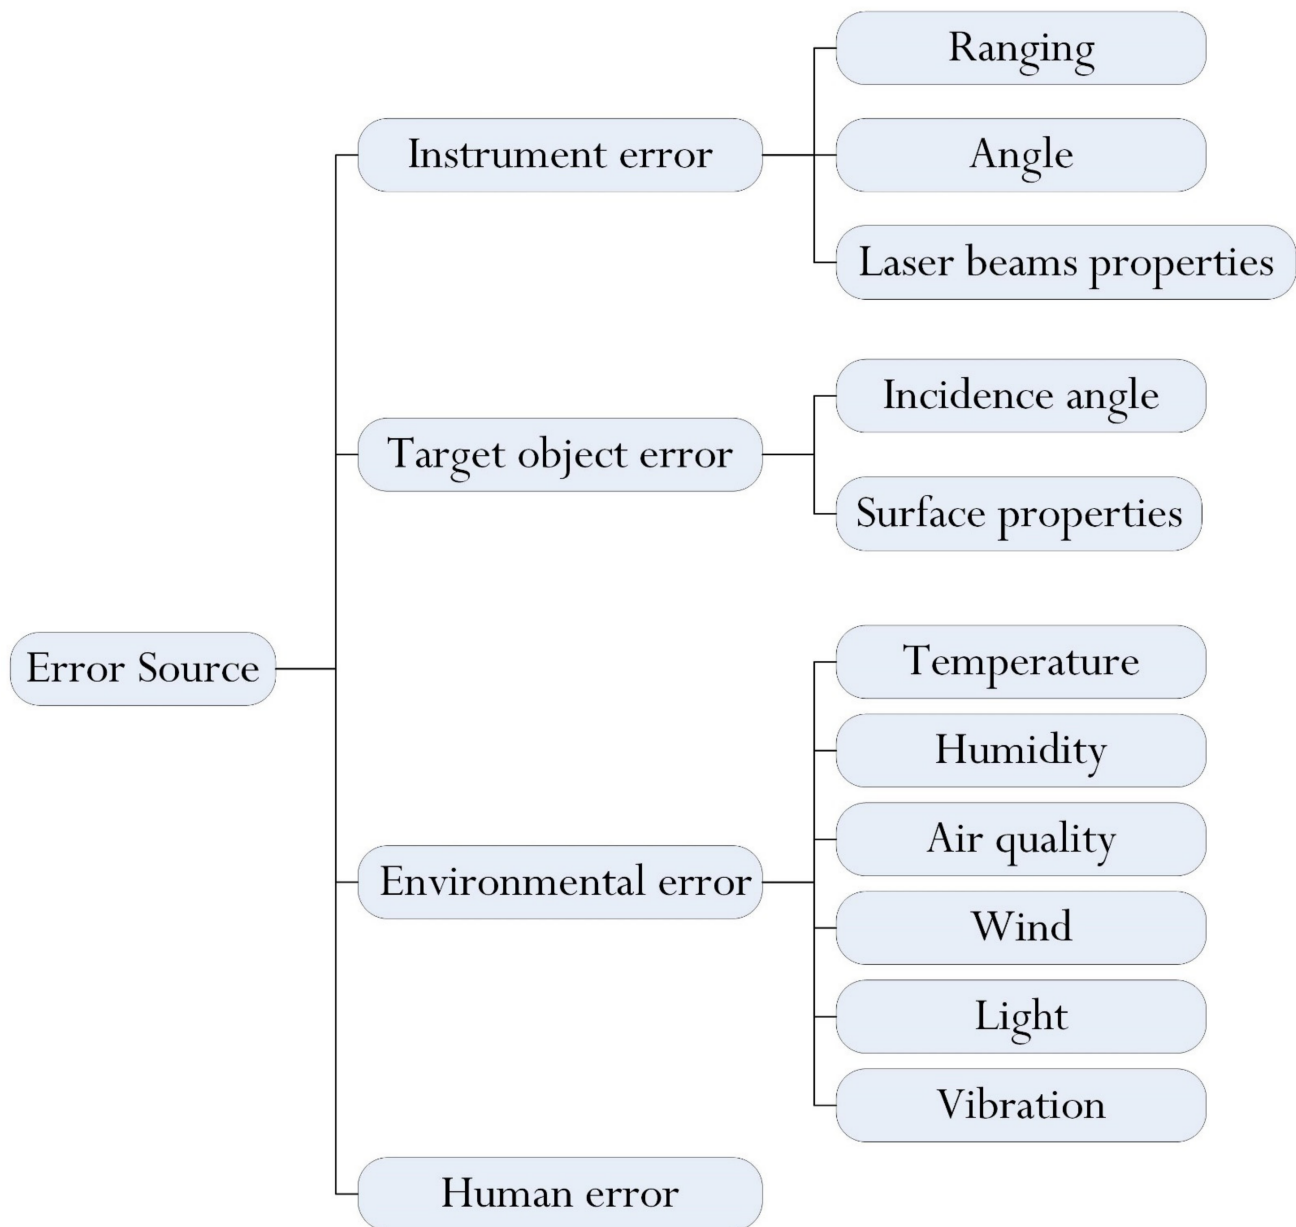 Error Source
Instrument error
Ranging
Angle
Laser beams properties
Target object error
Incidence angle
Surface properties
Environmental error
Temperature
Humidity
Air quality
Wind
Light
Vibration
Human error